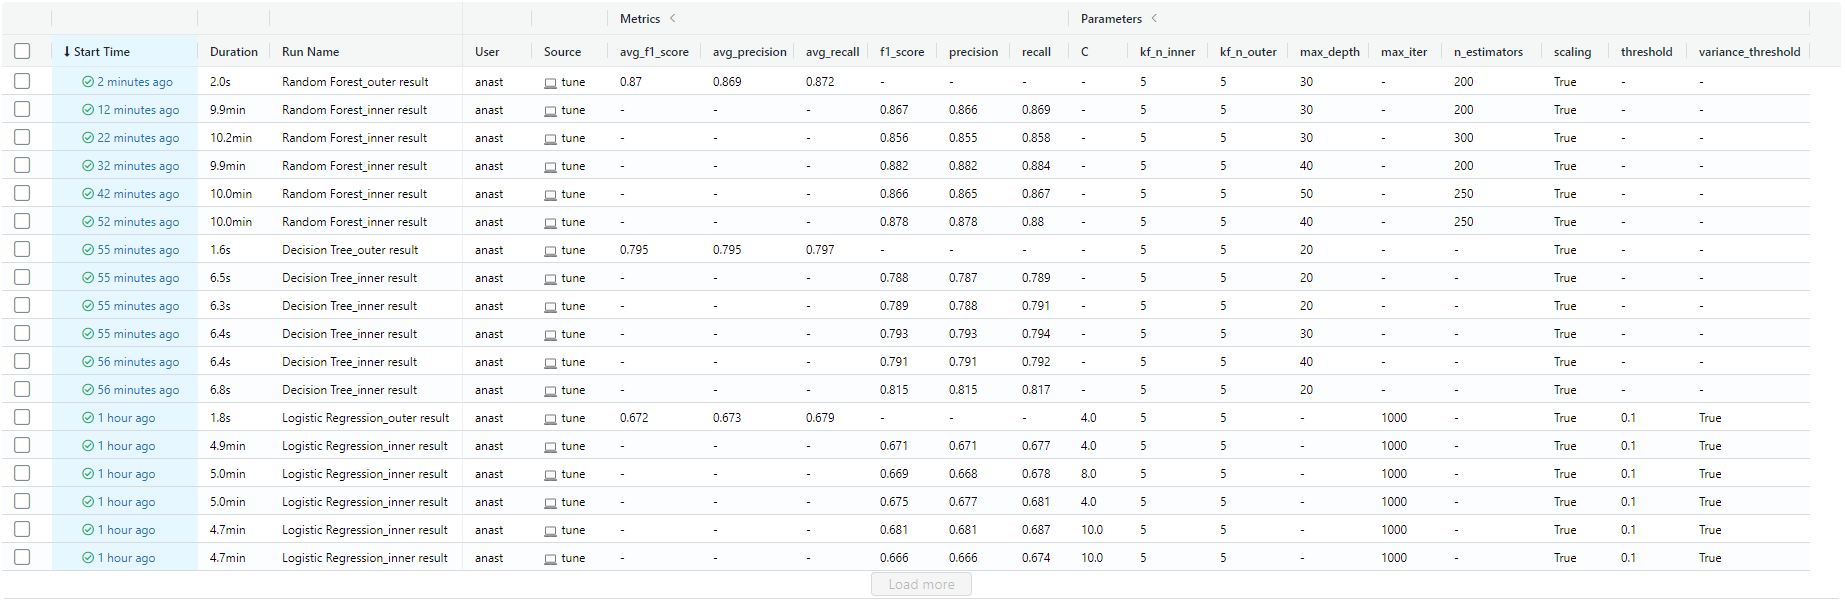 Metrics Parameters
Start Time Duration Run Name User Source avg_f1_score avg_precision avg_recall f1_score precision recall C kf_n_inner kf_n_outer max_depth max_iter n_estimators scaling threshold variance_threshold
2 minutes ago 2.0s Random Forest_outer result anast tune 0.87 0.869 0.872 - - - - 5 5 30 - 200 True - -
12 minutes ago 9.9min Random Forest_inner result anast tune - - - 0.867 0.866 0.869 - 5 5 30 - 200 True - -
22 minutes ago 10.2min Random Forest_inner result anast tune - - - 0.856 0.855 0.858 - 5 5 30 - 300 True - -
32 minutes ago 9.9min Random Forest_inner result anast tune - - - 0.882 0.882 0.884 - 5 5 40 - 200 True - -
42 minutes ago 10.0min Random Forest_inner result anast tune - - - 0.866 0.865 0.867 - 5 5 50 - 250 True - -
52 minutes ago 10.0min Random Forest_inner result anast tune - - - 0.878 0.878 0.88 - 5 5 40 - 250 True - -
55 minutes ago 1.6s Decision Tree_outer result anast tune 0.795 0.795 0.797 - - - - 5 5 20 - - True - -
55 minutes ago 6.5s Decision Tree_inner result anast tune - - - 0.788 0.787 0.789 - 5 5 20 - - True - -
55 minutes ago 6.3s Decision Tree_inner result anast tune - - - 0.789 0.788 0.791 - 5 5 20 - - True - -
55 minutes ago 6.4s Decision Tree_inner result anast tune - - - 0.793 0.793 0.794 - 5 5 30 - - True - -
56 minutes ago 6.4s Decision Tree_inner result anast tune - - - 0.791 0.791 0.792 - 5 5 40 - - True - -
56 minutes ago 6.8s Decision Tree_inner result anast tune - - - 0.815 0.815 0.817 - 5 5 20 - - True - -
1 hour ago 1.8s Logistic Regression_outer result anast tune 0.672 0.673 0.679 - - - 4.0 5 5 - 1000 - True 0.1 True
1 hour ago 4.9min Logistic Regression_inner result anast tune - - - 0.671 0.671 0.677 4.0 5 5 - 1000 - True 0.1 True
1 hour ago 5.0min Logistic Regression_inner result anast tune - - - 0.669 0.668 0.678 8.0 5 5 - 1000 - True 0.1 True
1 hour ago 5.0min Logistic Regression_inner result anast tune - - - 0.675 0.677 0.681 4.0 5 5 - 1000 - True 0.1 True
1 hour ago 4.7min Logistic Regression_inner result anast tune - - - 0.681 0.681 0.687 10.0 5 5 - 1000 - True 0.1 True
1 hour ago 4.7min Logistic Regression_inner result anast tune - - - 0.666 0.666 0.674 10.0 5 5 - 1000 - True 0.1 True
Load more